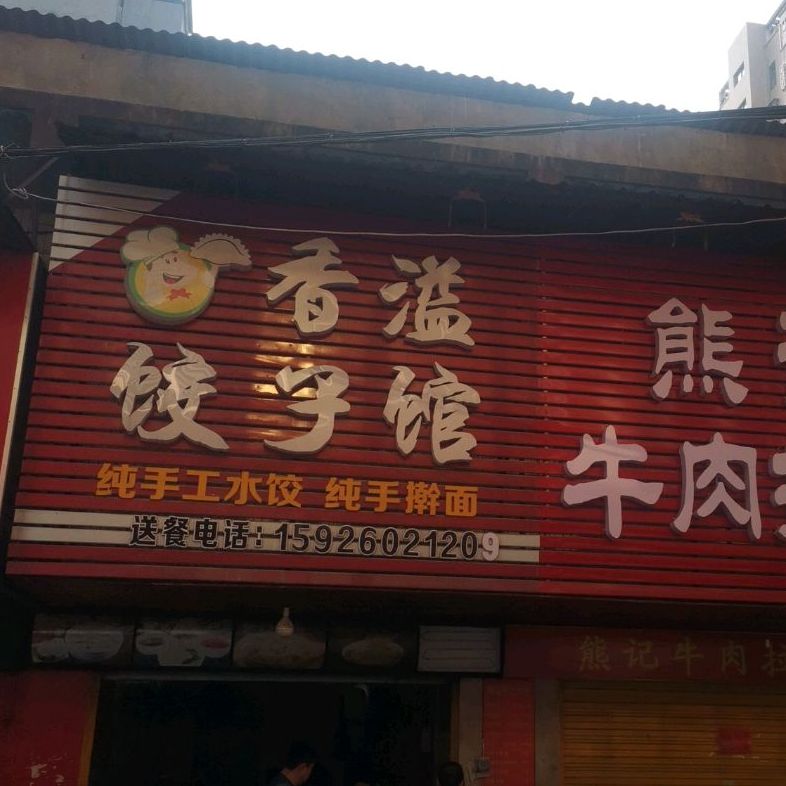 香溢
饺子馆
纯手工水饺 纯手擀面
送餐电话:15926021209
熊
牛肉
熊记牛肉拉